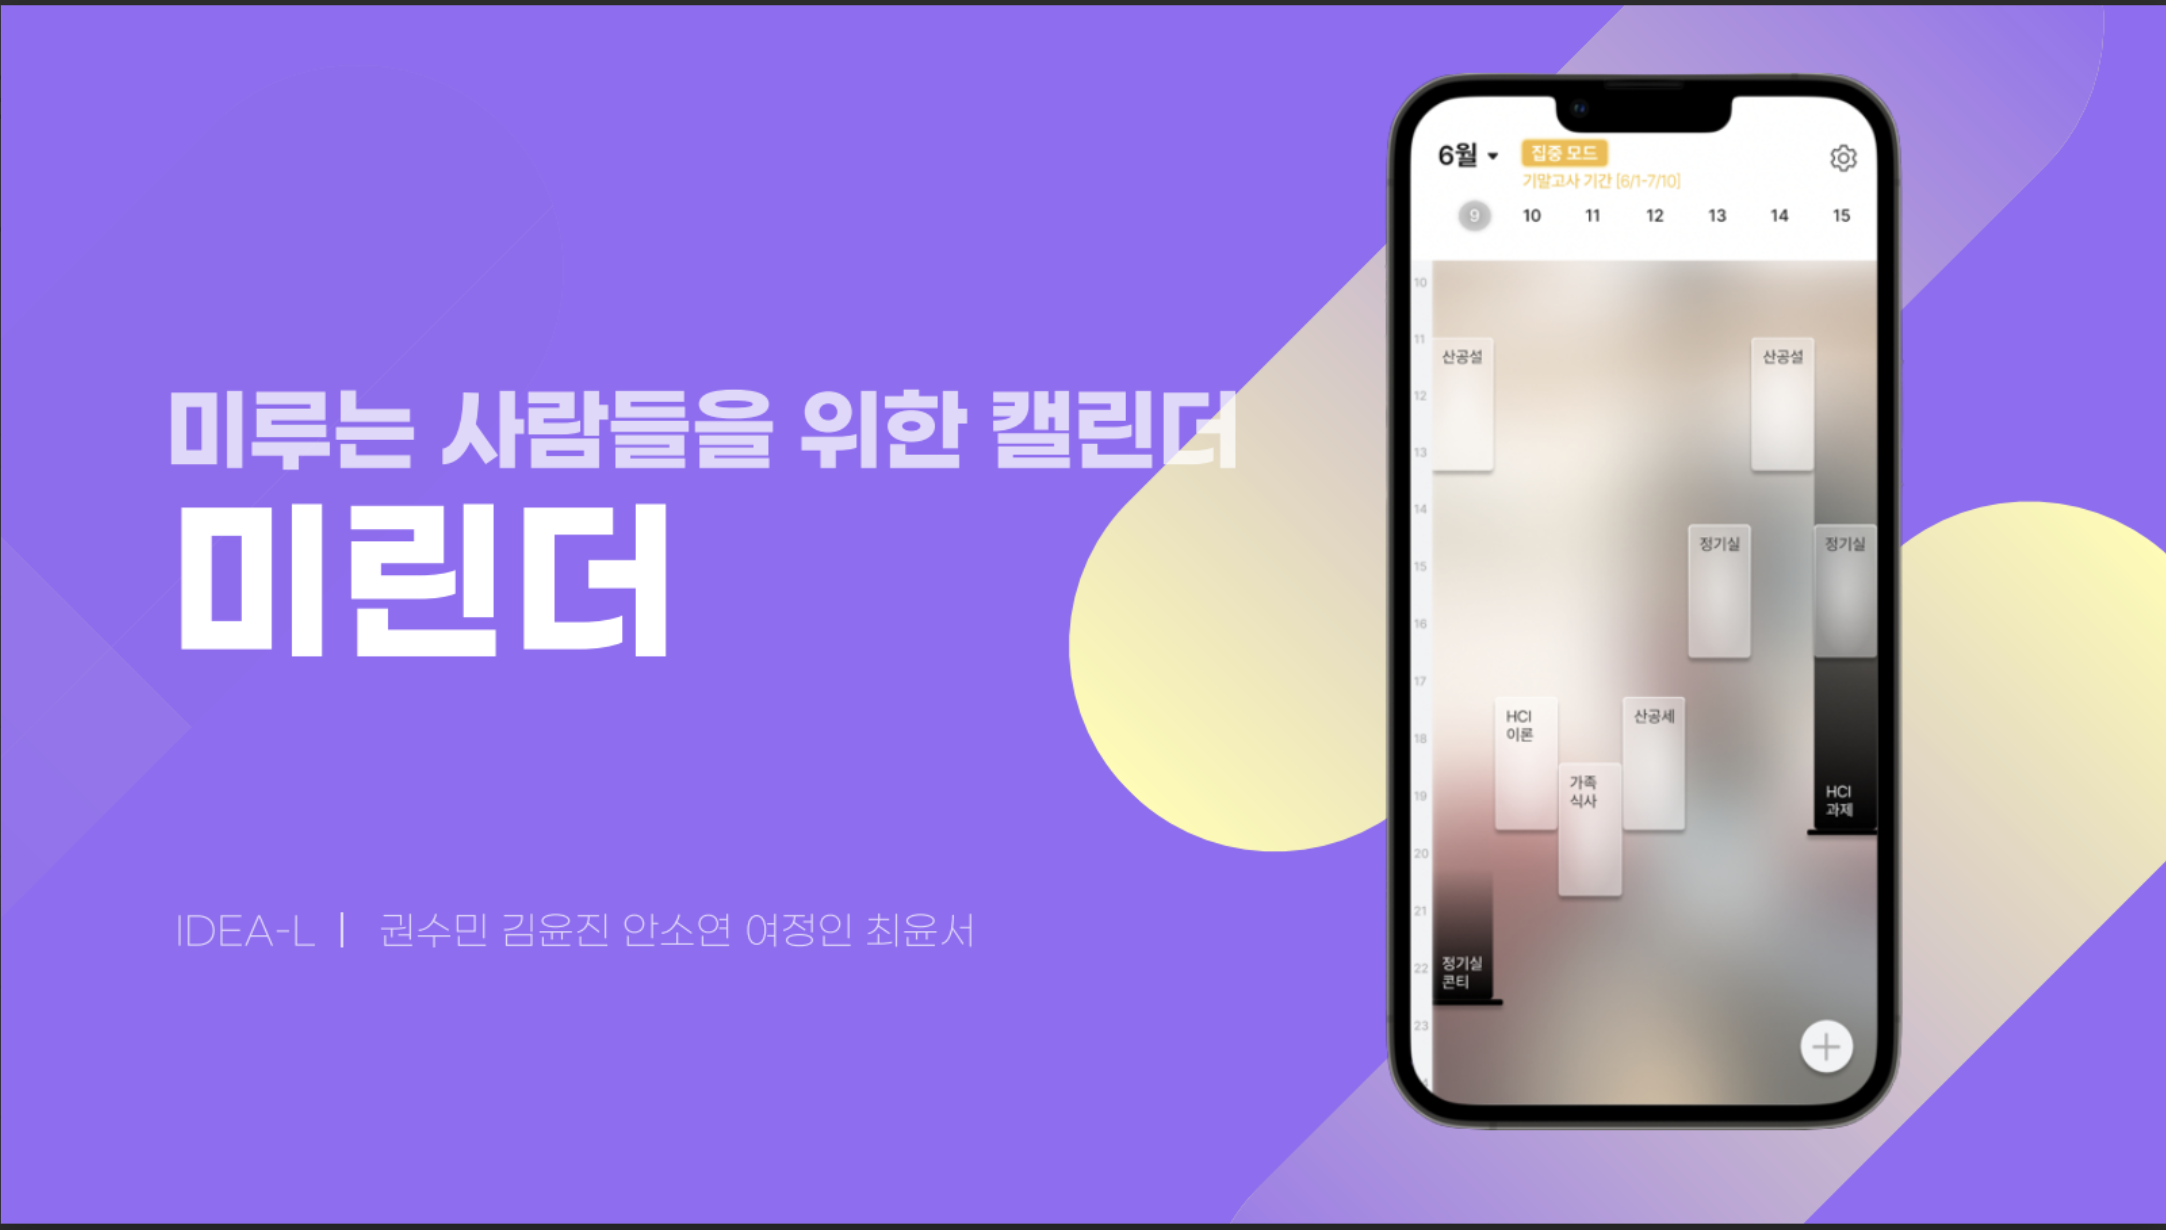 미루는 사람들을 위한 캘린더
미린더
IDEA-L | 권수민 김윤진 안소연 여정인 최윤서
6월
집중 모드
기말고사 기간 [6/1-7/10]
9 10 11 12 13 14 15
10
11
12
13
14
15
16
17
18
19
20
21
22
23
산공설
산공설
정기실
정기실
HCI
이론
산공세
가족
식사
HCI
과제
정기실
콘티